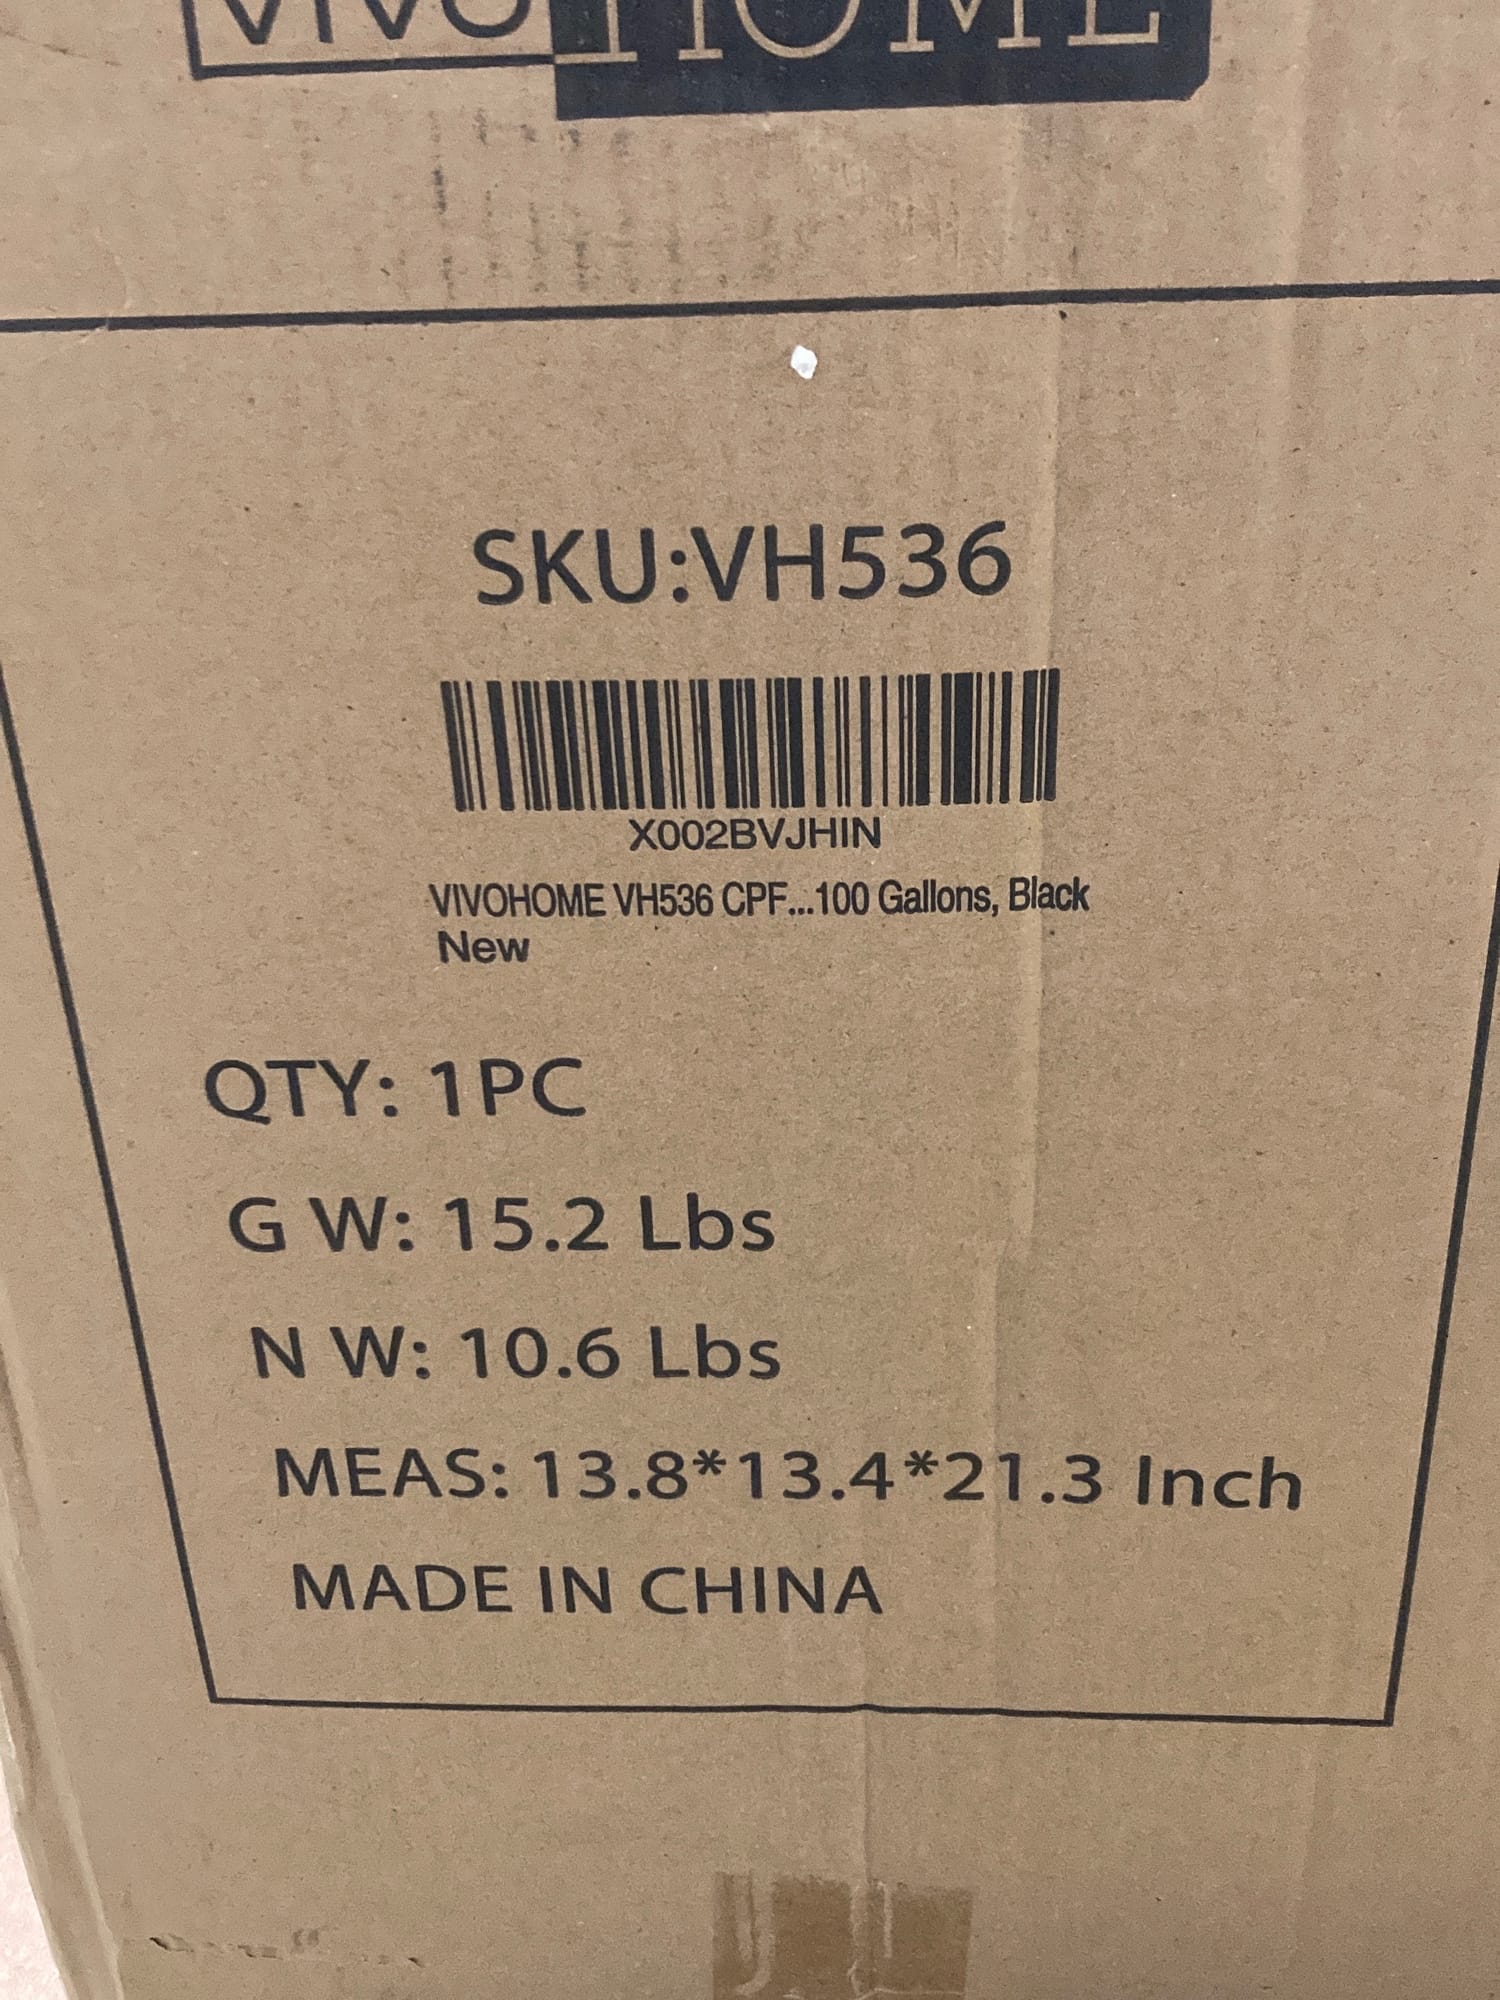 VIVOHOME
SKU:VH536
X002BVJHIN
VIVOHOME VH536 CPF...100 Gallons, Black
New
QTY: 1PC
G W: 15.2 Lbs
N W: 10.6 Lbs
MEAS: 13.8*13.4*21.3 Inch
MADE IN CHINA